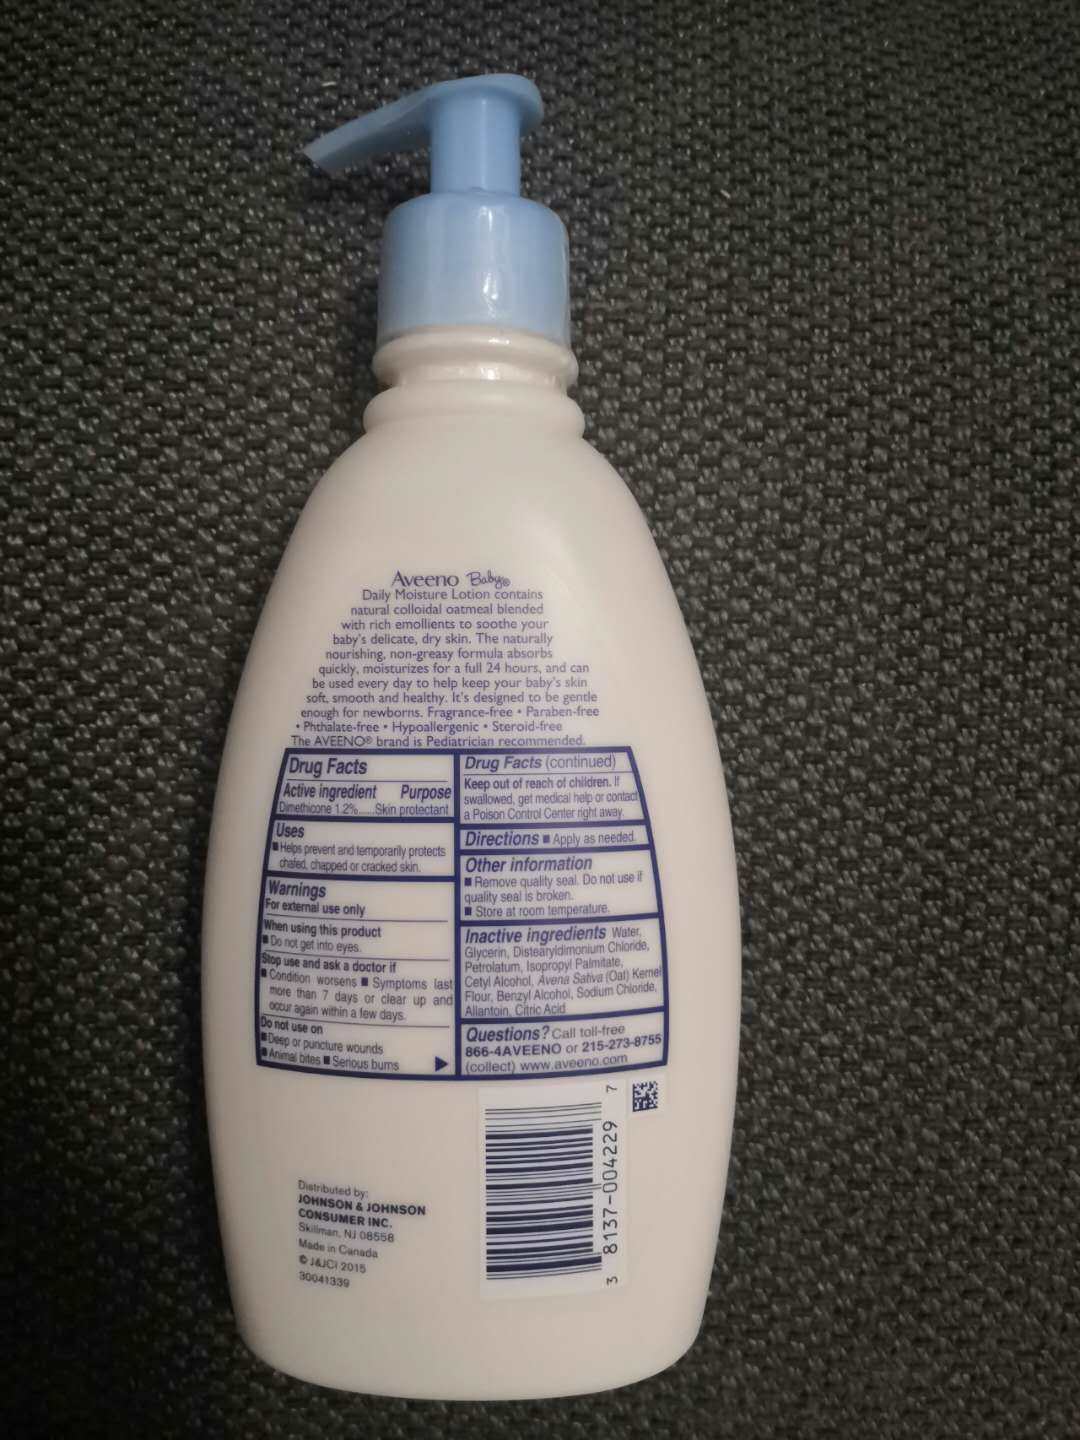 Aveeno Baby®
Daily Moisture Lotion contains
natural colloidal oatmeal blended
with rich emollients to soothe your
baby's delicate, dry skin. The naturally
nourishing, non-greasy formula absorbs
quickly, moisturizes for a full 24 hours, and can
be used every day to help keep your baby's skin
soft, smooth and healthy. It's designed to be gentle
enough for newborns. Fragrance-free • Paraben-free
• Phthalate-free • Hypoallergenic • Steroid-free
The AVEENO® brand is Pediatrician recommended.
Drug Facts
Active ingredient Purpose
Dimethicone 1.2%......Skin protectant
Uses
■ Helps prevent and temporarily protects
chafed, chapped or cracked skin.
Warnings
For external use only
When using this product
■ Do not get into eyes.
Stop use and ask a doctor if
■ Condition worsens ■ Symptoms last
more than 7 days or clear up and
occur again within a few days.
Do not use on
■ Deep or puncture wounds
■ Animal bites ■ Serious burns
Drug Facts (continued)
Keep out of reach of children. If
swallowed, get medical help or contact
a Poison Control Center right away.
Directions ■ Apply as needed.
Other information
■ Remove quality seal. Do not use if
quality seal is broken.
■ Store at room temperature.
Inactive ingredients Water,
Glycerin, Distearyldimonium Chloride,
Petrolatum, Isopropyl Palmitate,
Cetyl Alcohol, Avena Sativa (Oat) Kernel
Flour, Benzyl Alcohol, Sodium Chloride,
Allantoin, Citric Acid
Questions? Call toll-free
866-4AVEENO or 215-273-8755
(collect) www.aveeno.com
3 8137-004229 7
Distributed by:
JOHNSON & JOHNSON
CONSUMER INC.
Skillman, NJ 08558
Made in Canada
© J&JCI 2015
30041339